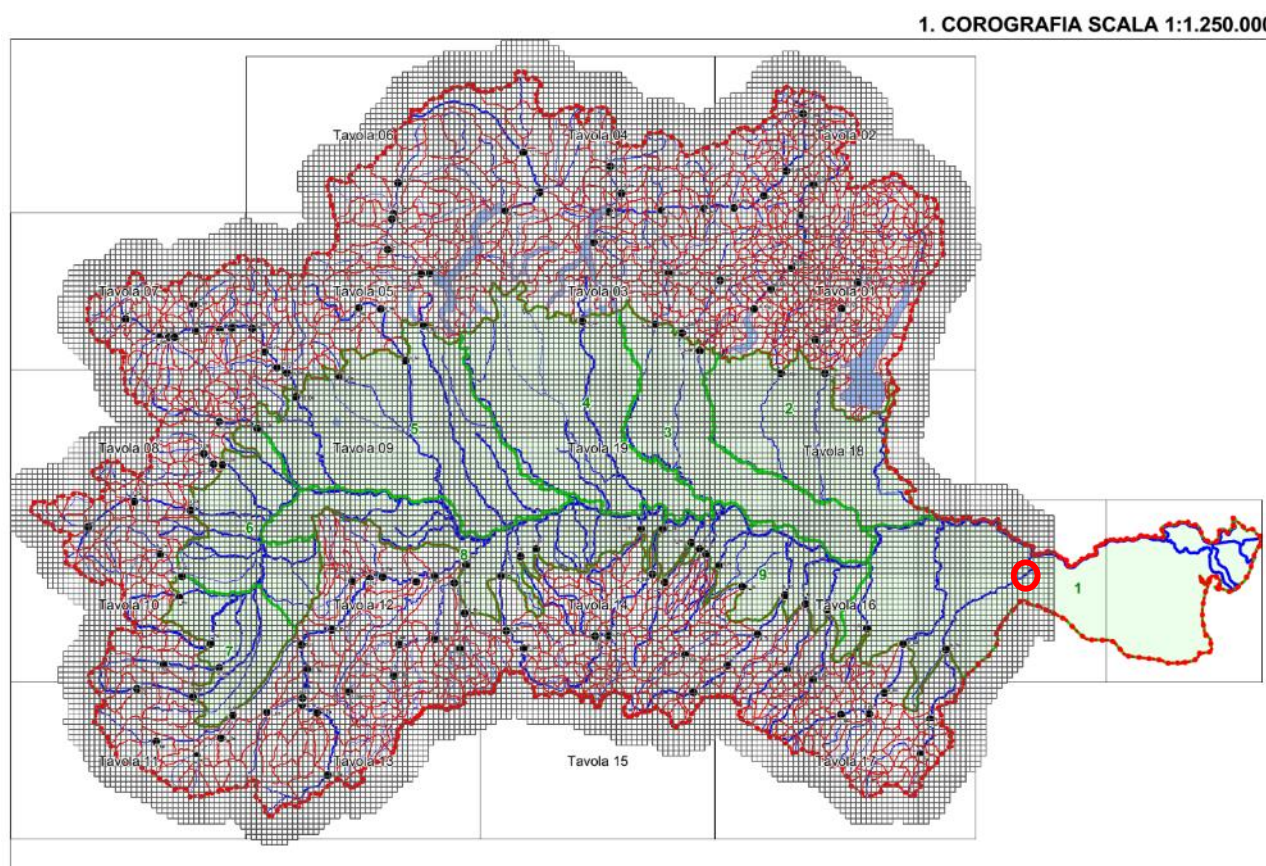 1. COROGRAFIA SCALA 1:1.250.000
Tavola 06
Tavola 04
Tavola 02
Tavola 07
Tavola 05
Tavola 03
Tavola 01
4
2
5
3
Tavola 08
Tavola 09
Tavola 19
Tavola 18
6
8
9
1
Tavola 10
Tavola 12
Tavola 14
Tavola 16
7
Tavola 11
Tavola 13
Tavola 15
Tavola 17